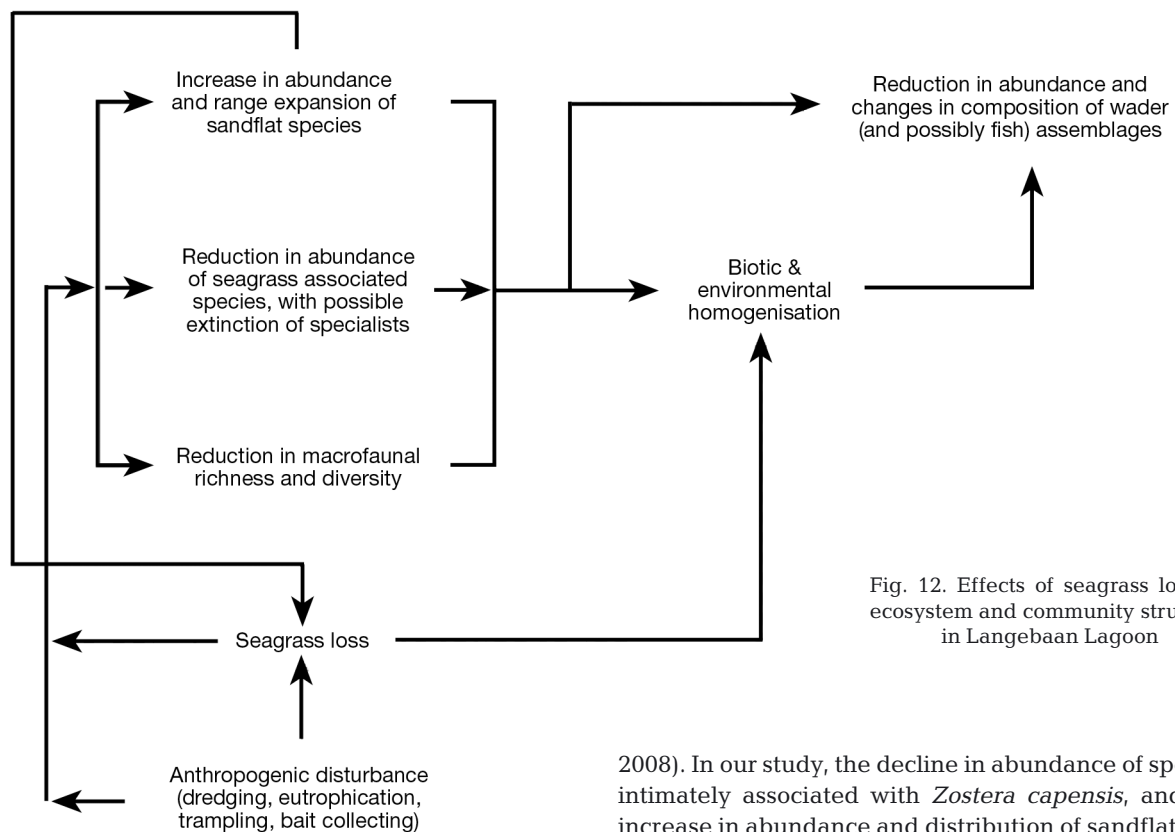 Increase in abundance
and range expansion of
sandflat species
Reduction in abundance and
changes in composition of wader
(and possibly fish) assemblages
Reduction in abundance
of seagrass associated
species, with possible
extinction of specialists
Biotic &
environmental
homogenisation
Reduction in macrofaunal
richness and diversity
Seagrass loss
Anthropogenic disturbance
(dredging, eutrophication,
trampling, bait collecting)
Fig. 12. Effects of seagrass
ecosystem and community
in Langebaan Lagoon
2008). In our study, the decline in abundance of
intimately associated with Zostera capensis,
increase in abundance and distribution of sandflat